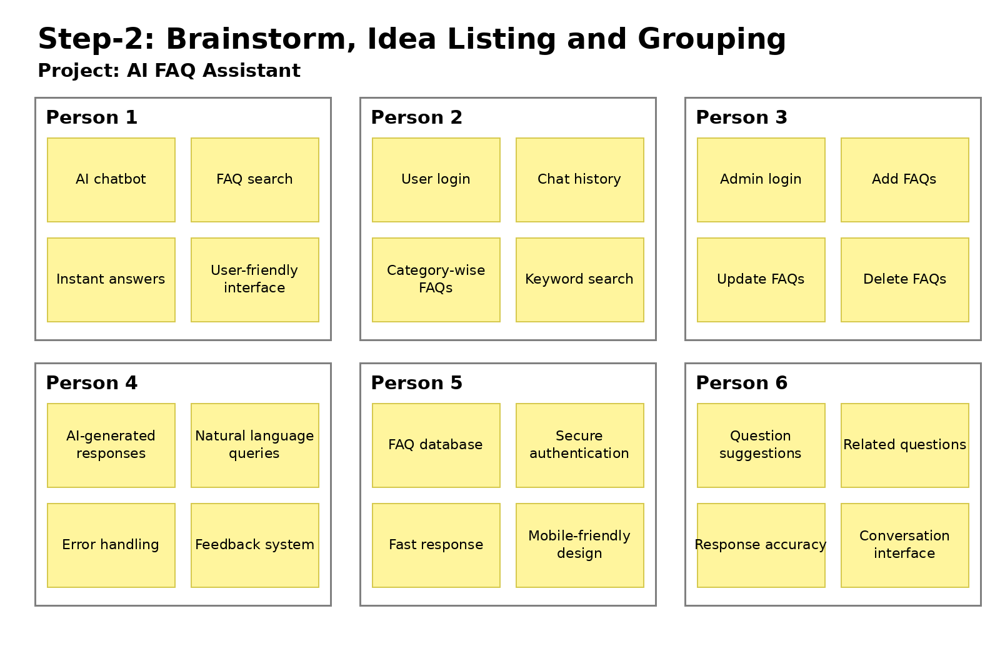 Step-2: Brainstorm, Idea Listing and Grouping
Project: AI FAQ Assistant
Person 1
AI chatbot
FAQ search
Instant answers
User-friendly
interface
Person 2
User login
Chat history
Category-wise
FAQs
Keyword search
Person 3
Admin login
Add FAQs
Update FAQs
Delete FAQs
Person 4
AI-generated
responses
Natural language
queries
Error handling
Feedback system
Person 5
FAQ database
Secure
authentication
Fast response
Mobile-friendly
design
Person 6
Question
suggestions
Related questions
Response accuracy
Conversation
interface